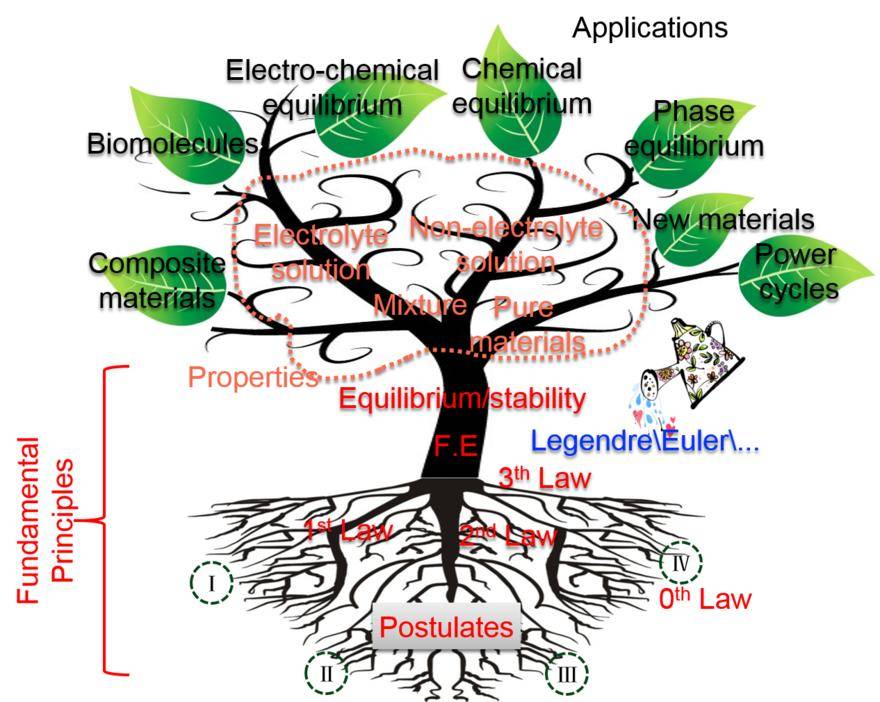 Applications
Electro-chemical
equilibrium
Chemical
equilibrium
Biomolecules
Phase
equilibrium
New materials
Composite
materials
Power
cycles
Electrolyte
solution
Non-electrolyte
solution
Mixture
Pure
materials
Properties
Equilibrium/stability
F.E
Legendre\Euler\...
3th Law
1st Law
2nd Law
Fundamental
Principles
I
IV
0th Law
Postulates
II
III